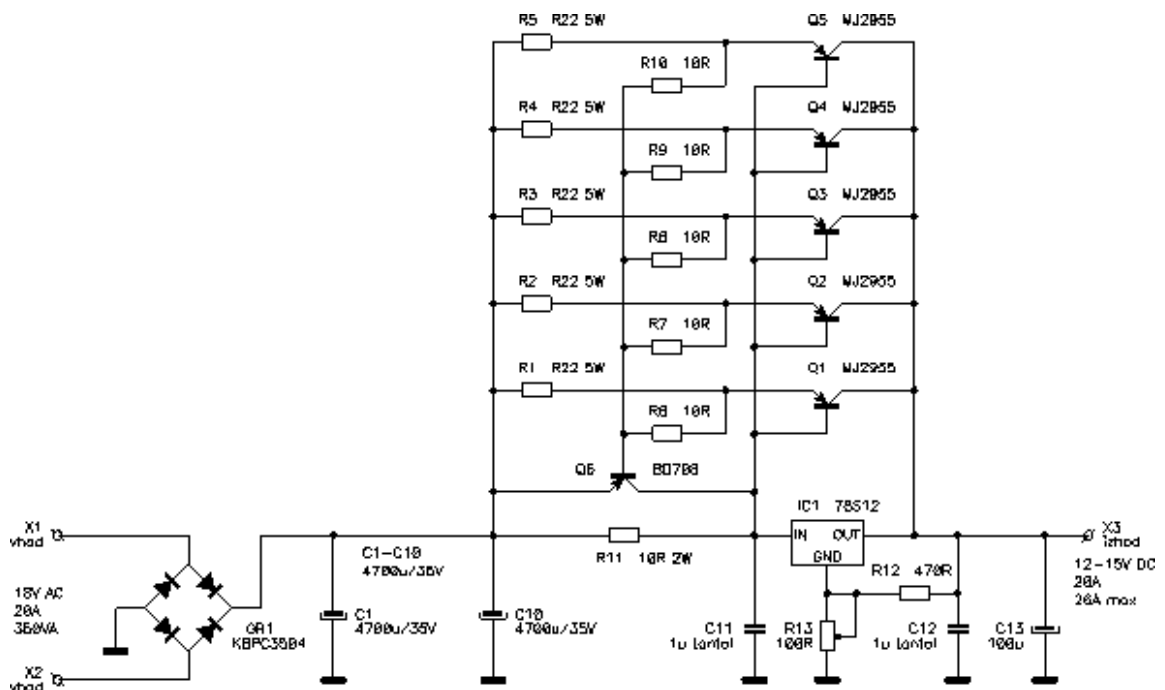 R5 R22 5W
Q5 MJ2955
R10 10R
R4 R22 5W
Q4 MJ2955
R9 10R
R3 R22 5W
Q3 MJ2955
R8 10R
R2 R22 5W
Q2 MJ2955
R7 10R
R1 R22 5W
Q1 MJ2955
R6 10R
Q6 BD708
IC1 78S12
IN OUT
GND
X1
vhod
R11 10R 2W
X3
izhod
C1-C10
4700u/35V
R12 470R
12-15V DC
20A
26A max
18V AC
20A
360VA
C1
4700u/35V
C10
4700u/35V
GR1
KBPC3504
C11
1u tantal
R13
100R
C12
1u tantal
C13
100u
X2
vhod